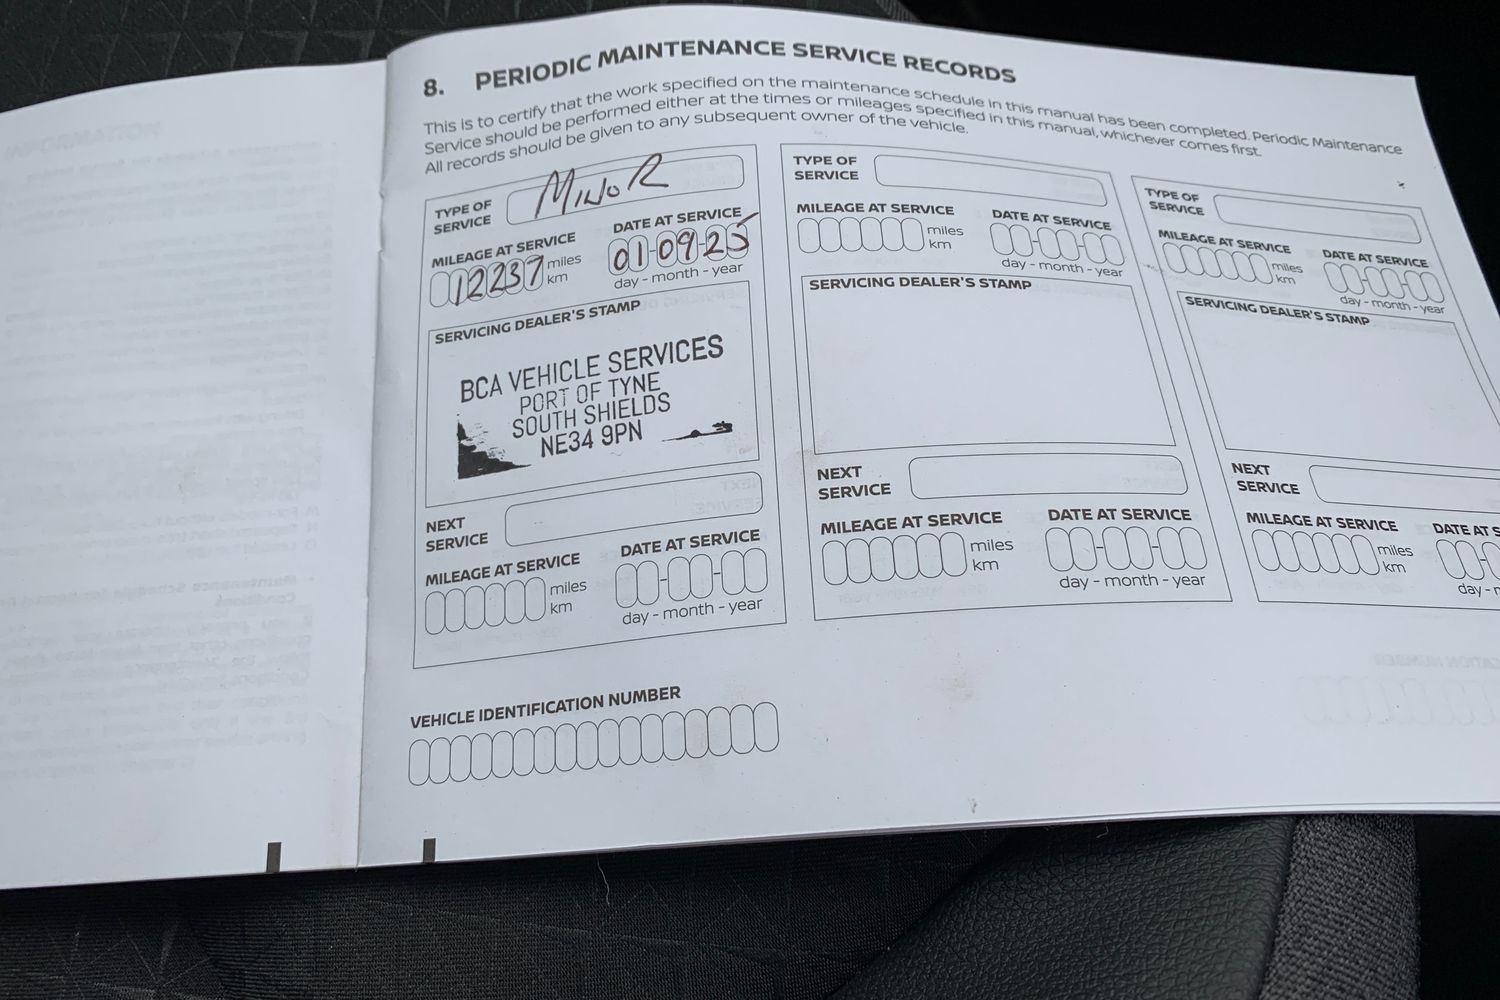 8. PERIODIC MAINTENANCE SERVICE RECORDS
This is to certify that the work specified on the maintenance schedule in this manual has been completed. Periodic Maintenance
Service should be performed either at the times or mileages specified in this manual, whichever comes first.
All records should be given to any subsequent owner of the vehicle.
TYPE OF
SERVICE
MINOR
MILEAGE AT SERVICE
12237
miles
km
DATE AT SERVICE
01-09-25
day - month - year
SERVICING DEALER'S STAMP
BCA VEHICLE SERVICES
PORT OF TYNE
SOUTH SHIELDS
NE34 9PN
NEXT
SERVICE
MILEAGE AT SERVICE
miles
km
DATE AT SERVICE
day - month - year
TYPE OF
SERVICE
MILEAGE AT SERVICE
miles
km
DATE AT SERVICE
day - month - year
SERVICING DEALER'S STAMP
NEXT
SERVICE
MILEAGE AT SERVICE
miles
km
DATE AT SERVICE
day - month - year
TYPE OF
SERVICE
MILEAGE AT SERVICE
miles
km
DATE AT SERVICE
day - month - year
SERVICING DEALER'S STAMP
NEXT
SERVICE
MILEAGE AT SERVICE
miles
km
DATE AT S
day - 
VEHICLE IDENTIFICATION NUMBER